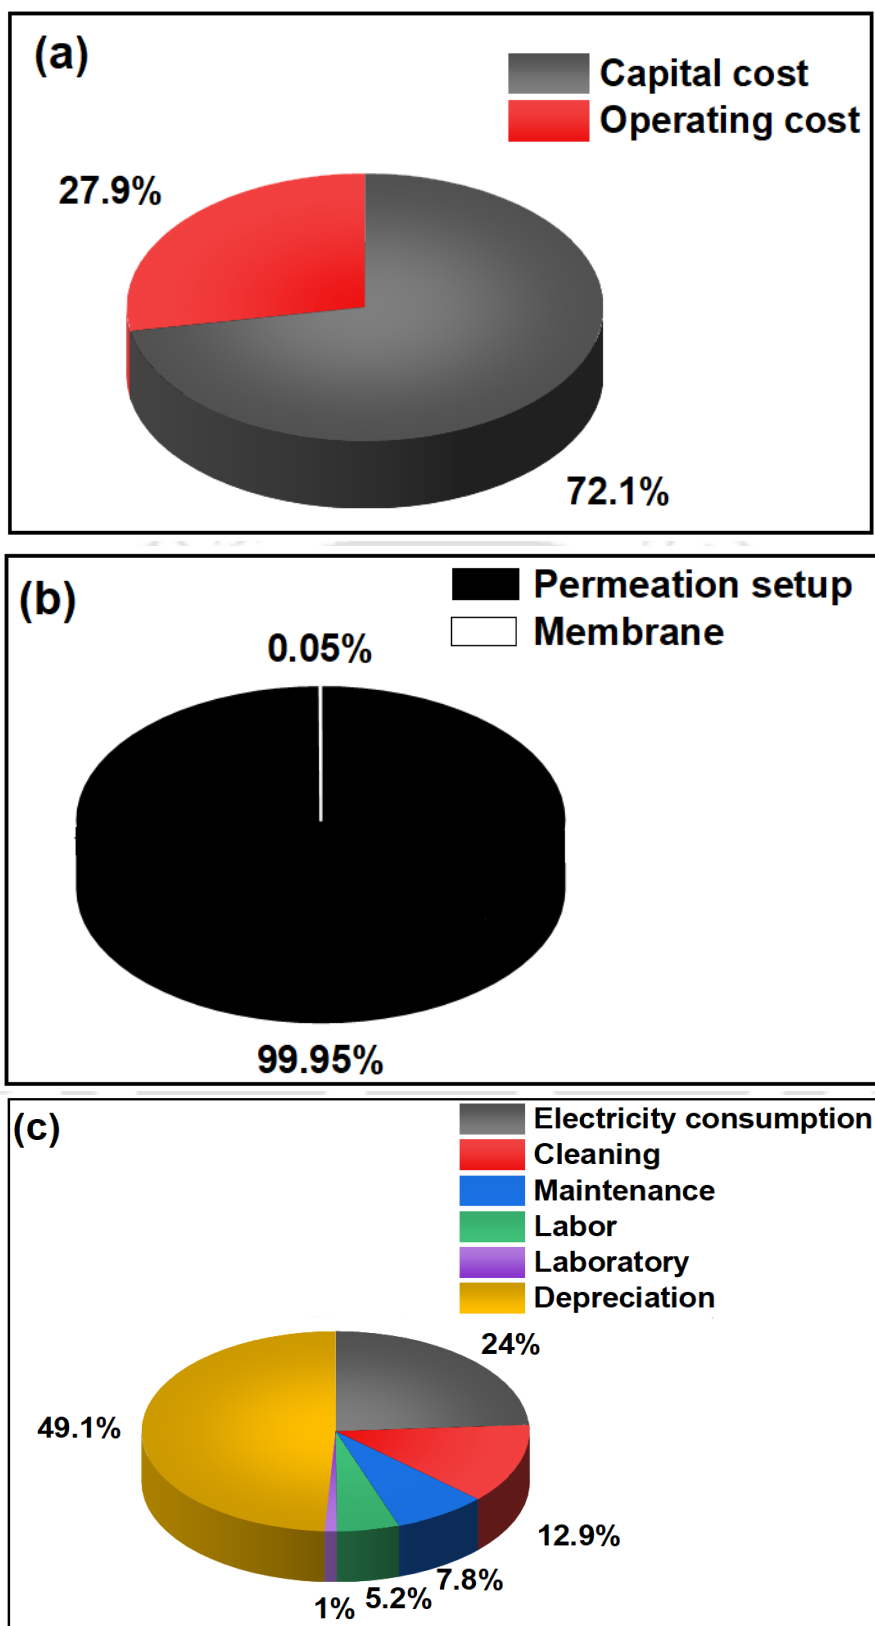 (a)
Capital cost
Operating cost
27.9%
72.1%
(b)
Permeation setup
Membrane
0.05%
99.95%
(c)
Electricity consumption
Cleaning
Maintenance
Labor
Laboratory
Depreciation
24%
49.1%
12.9%
7.8%
5.2%
1%